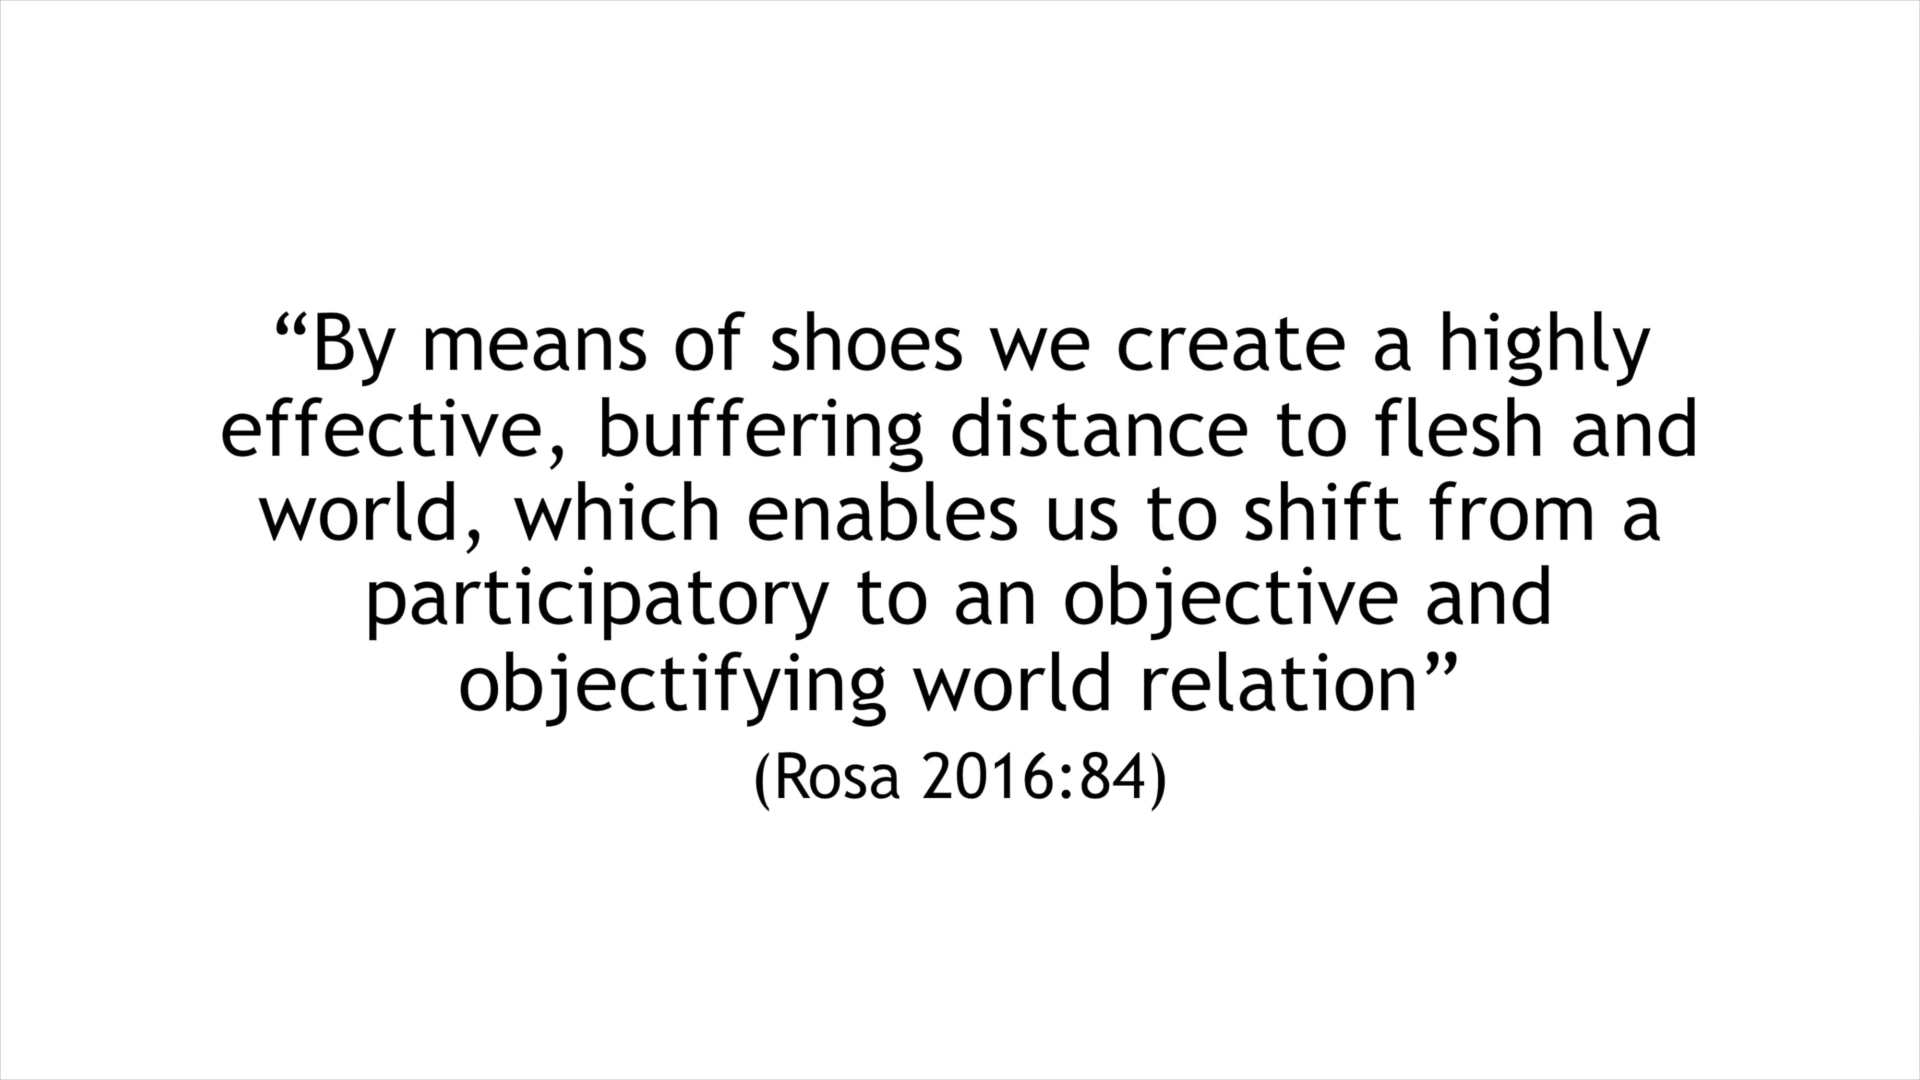 “By means of shoes we create a highly
effective, buffering distance to flesh and
world, which enables us to shift from a
participatory to an objective and
objectifying world relation”
(Rosa 2016:84)